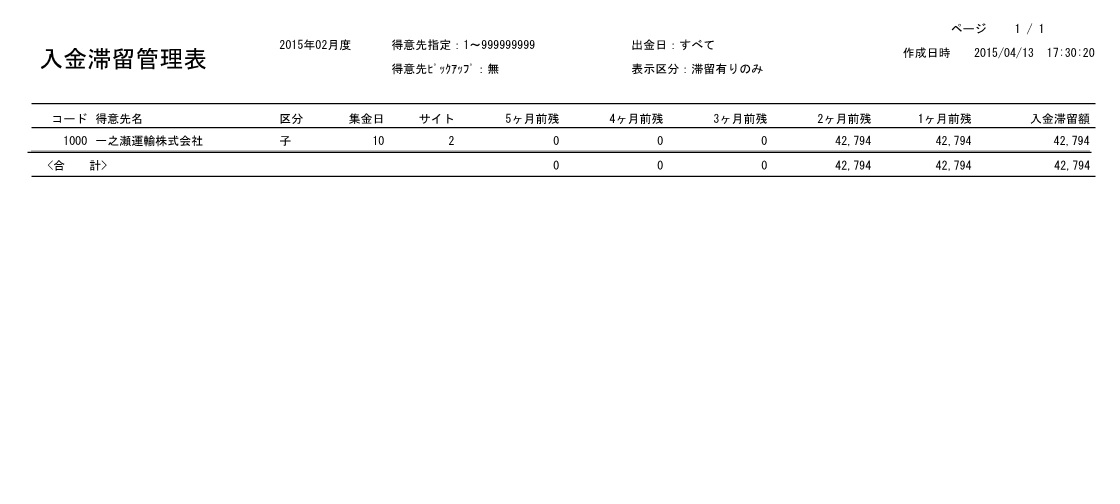 ページ 1 / 1
入金滞留管理表 2015年02月度 得意先指定：1～999999999 出金日：すべて 作成日時 2015/04/13 17:30:20
得意先ﾋﾟｯｸｱｯﾌﾟ：無 表示区分：滞留有りのみ
コード 得意先名 区分 集金日 サイト 5ヶ月前残 4ヶ月前残 3ヶ月前残 2ヶ月前残 1ヶ月前残 入金滞留額
1000 一之瀬運輸株式会社 子 10 2 0 0 0 42,794 42,794 42,794
〈合 計〉 0 0 0 42,794 42,794 42,794